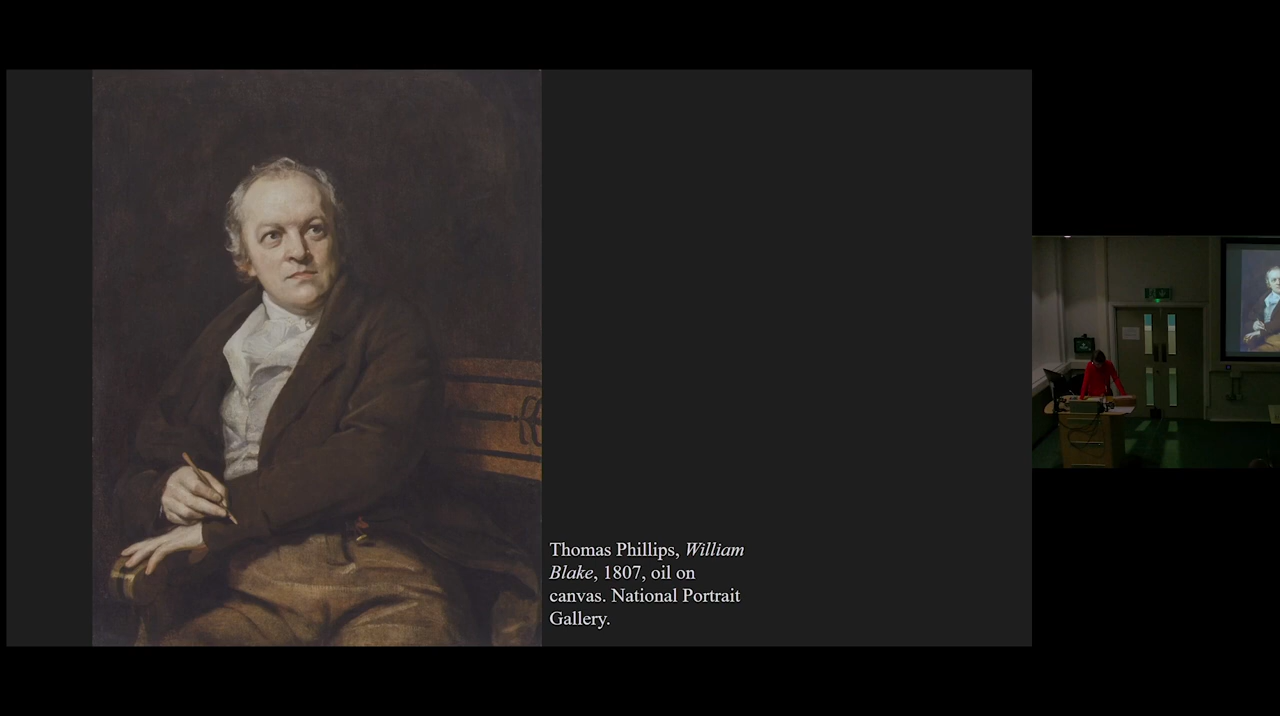 Thomas Phillips, William
Blake, 1807, oil on
canvas. National Portrait
Gallery.